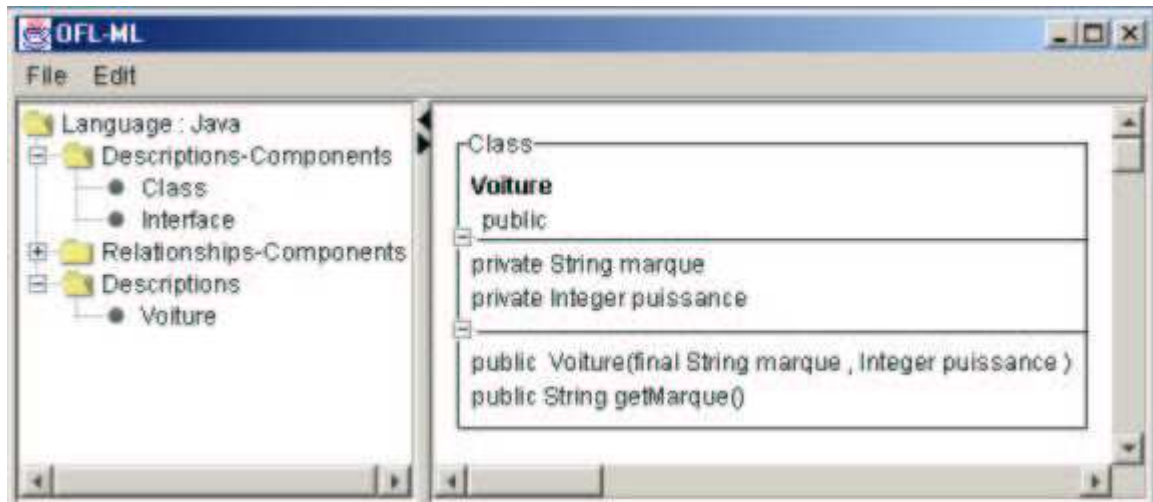 OFL-ML
File Edit
Language : Java
Descriptions-Components
Class
Interface
Relationships-Components
Descriptions
Voiture
Class
Voiture
public
private String marque
private Integer puissance
public Voiture(final String marque , Integer puissance )
public String getMarque()